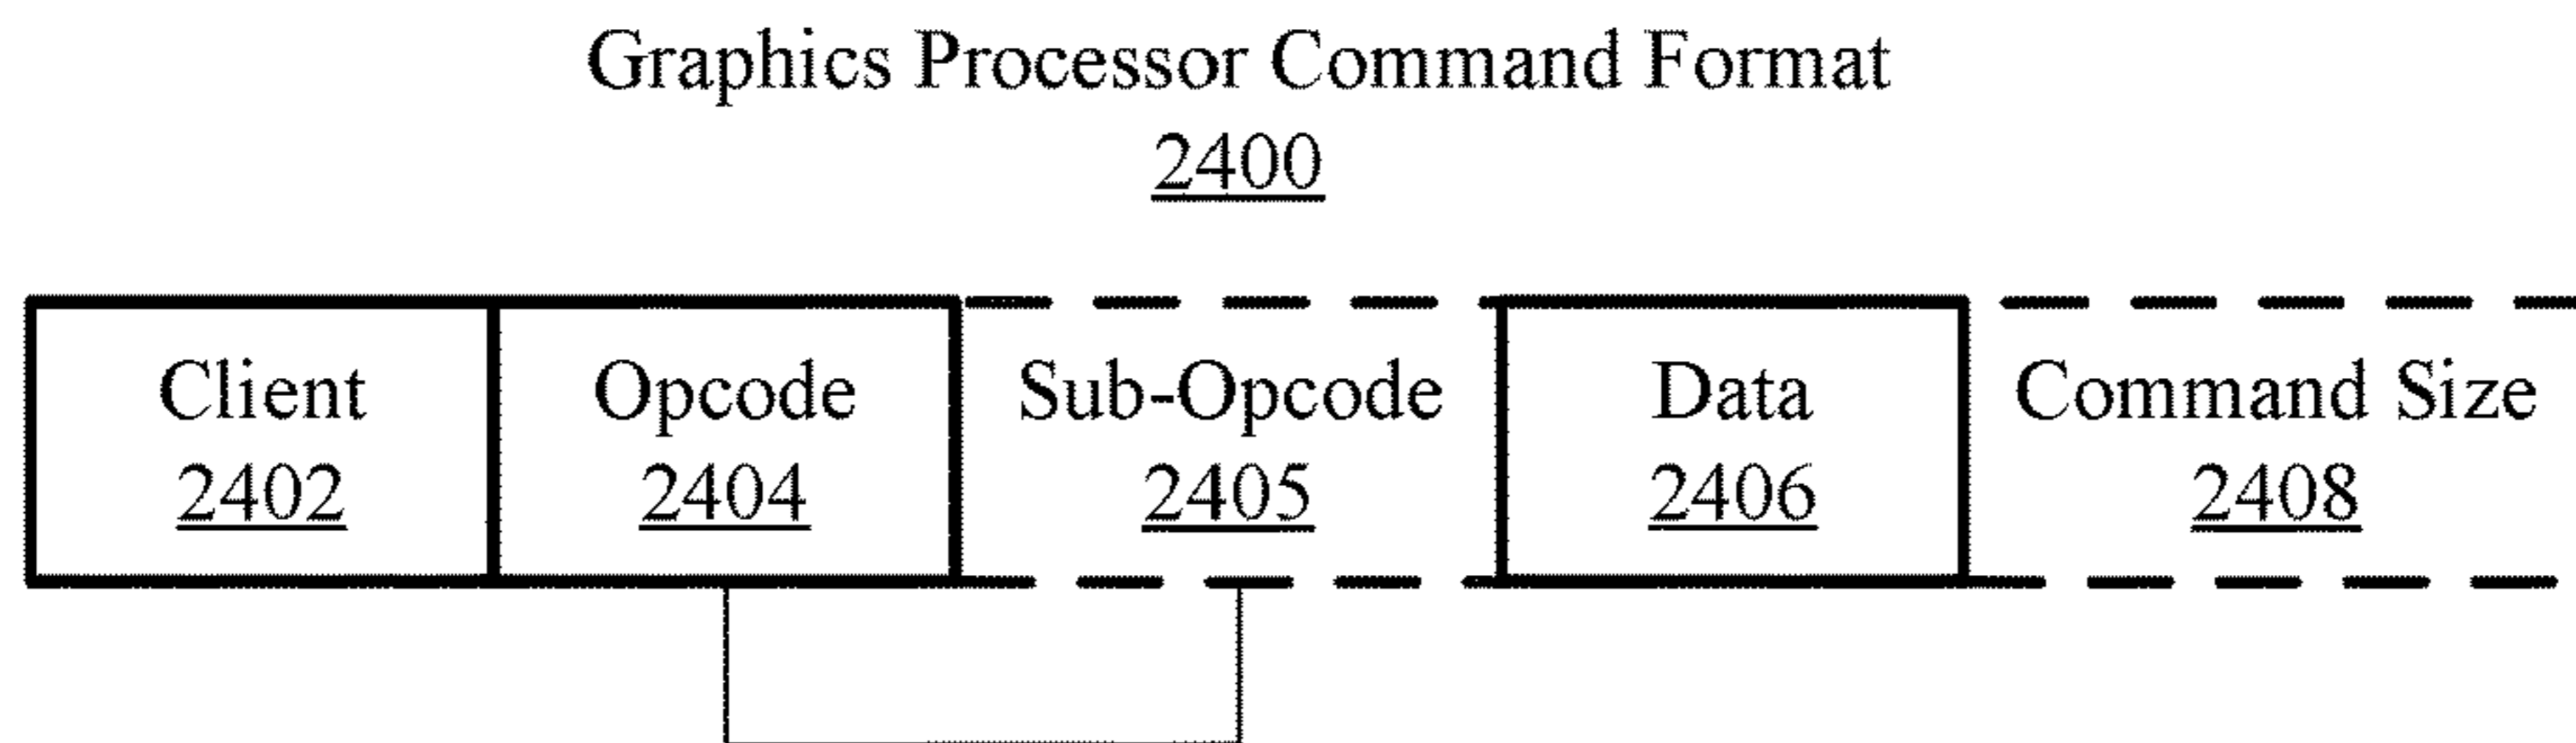 Graphics Processor Command Format
2400
Client Opcode Sub-Opcode Data Command Size
2402 2404 2405 2406 2408